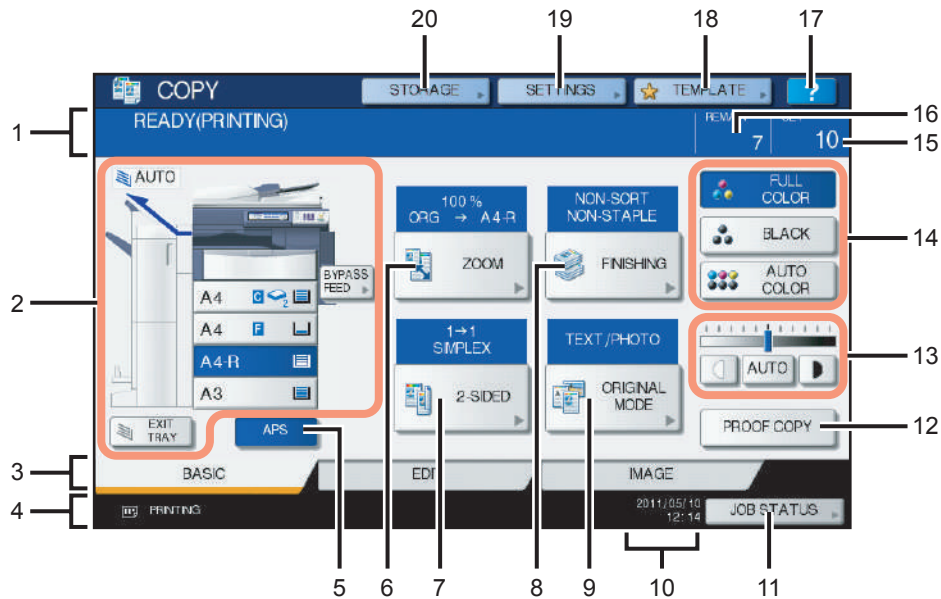 20 19 18 17
COPY
STORAGE
SETTINGS
TEMPLATE
?
1
READY(PRINTING)
REMAIN
7
SET
10
16
15
2
AUTO
BYPASS
FEED
A4 C 2
A4 F
A4-R
A3
EXIT
TRAY
APS
100 %
ORG → A4-R
ZOOM
NON-SORT
NON-STAPLE
FINISHING
1→1
SIMPLEX
2-SIDED
TEXT/PHOTO
ORIGINAL
MODE
FULL
COLOR
BLACK
AUTO
COLOR
14
AUTO
13
PROOF COPY
12
3
BASIC
EDIT
IMAGE
4
PRINTING
2011/05/10
12:14
JOB STATUS
5 6 7 8 9 10 11